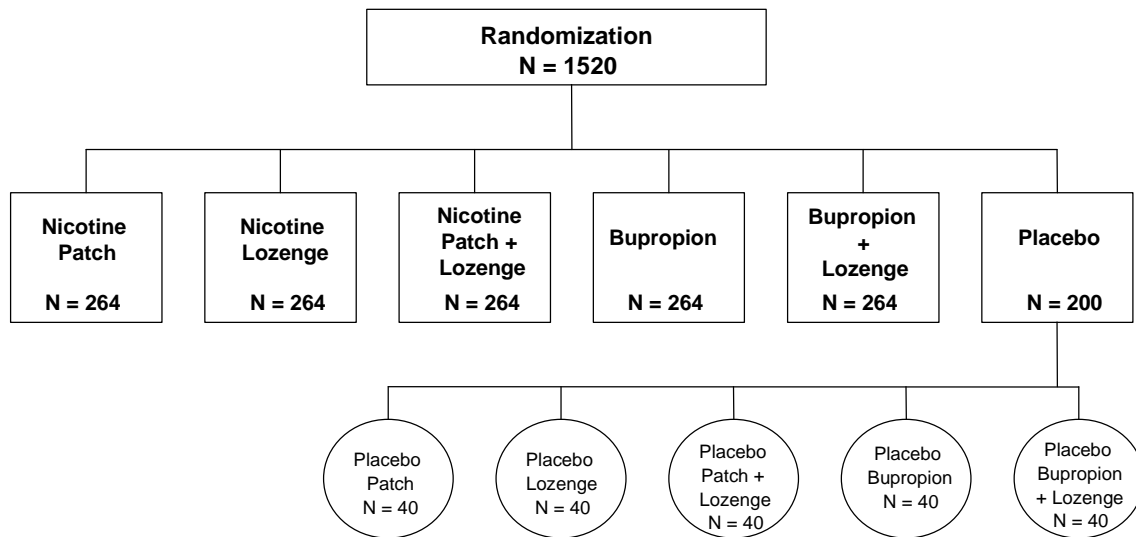 Randomization
N = 1520
Nicotine
Patch
N = 264
Nicotine
Lozenge
N = 264
Nicotine
Patch +
Lozenge
N = 264
Bupropion
N = 264
Bupropion
+
Lozenge
N = 264
Placebo
N = 200
Placebo
Patch
N = 40
Placebo
Lozenge
N = 40
Placebo
Patch +
Lozenge
N = 40
Placebo
Bupropion
N = 40
Placebo
Bupropion
+ Lozenge
N = 40